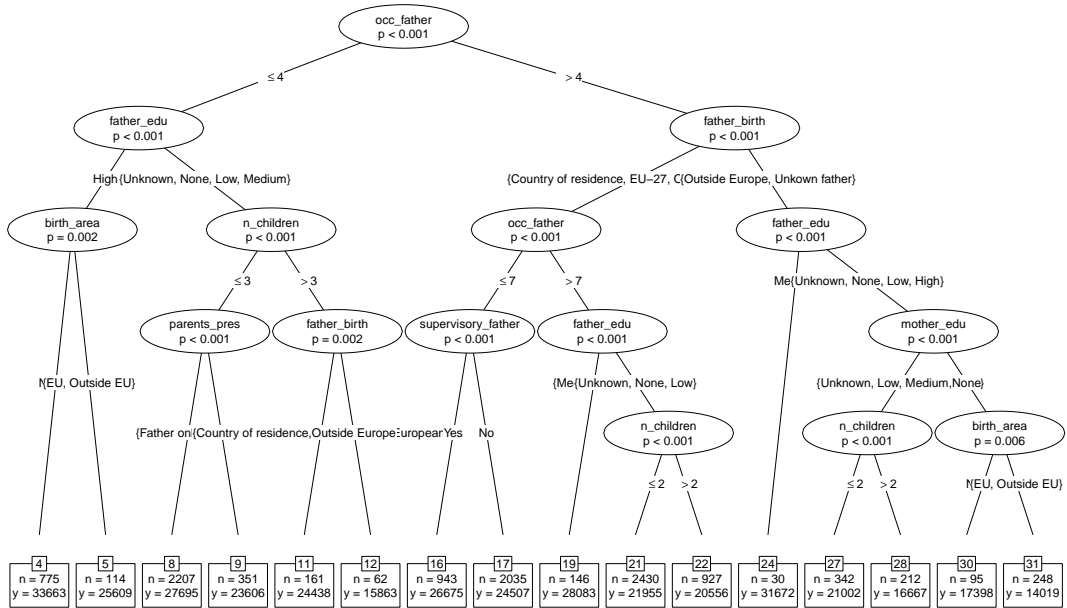 occ_father
p < 0.001
≤ 4
> 4
father_edu
p < 0.001
father_birth
p < 0.001
High
{Unknown, None, Low, Medium}
{Country of residence, EU−27, 
{Outside Europe, Unkown father}
birth_area
p = 0.002
n_children
p < 0.001
occ_father
p < 0.001
father_edu
p < 0.001
≤ 3
> 3
≤ 7
> 7
{Unknown, None, Low, High}
parents_pres
p < 0.001
father_birth
p = 0.002
supervisory_father
p < 0.001
father_edu
p < 0.001
mother_edu
p < 0.001
{EU, Outside EU}
{Unknown, None, Low}
{Unknown, Low, Medium,
None}
n_children
p < 0.001
n_children
p < 0.001
birth_area
p = 0.006
{Father
{Country of residence,
Outside Europe
European
Yes
No
≤ 2
> 2
≤ 2
> 2
{EU, Outside EU}
4
n = 775
y = 33663
5
n = 114
y = 25609
8
n = 2207
y = 27695
9
n = 351
y = 23606
11
n = 161
y = 24438
12
n = 62
y = 15863
16
n = 943
y = 26675
17
n = 2035
y = 24507
19
n = 146
y = 28083
21
n = 2430
y = 21955
22
n = 927
y = 20556
24
n = 30
y = 31672
27
n = 342
y = 21002
28
n = 212
y = 16667
30
n = 95
y = 17398
31
n = 248
y = 14019